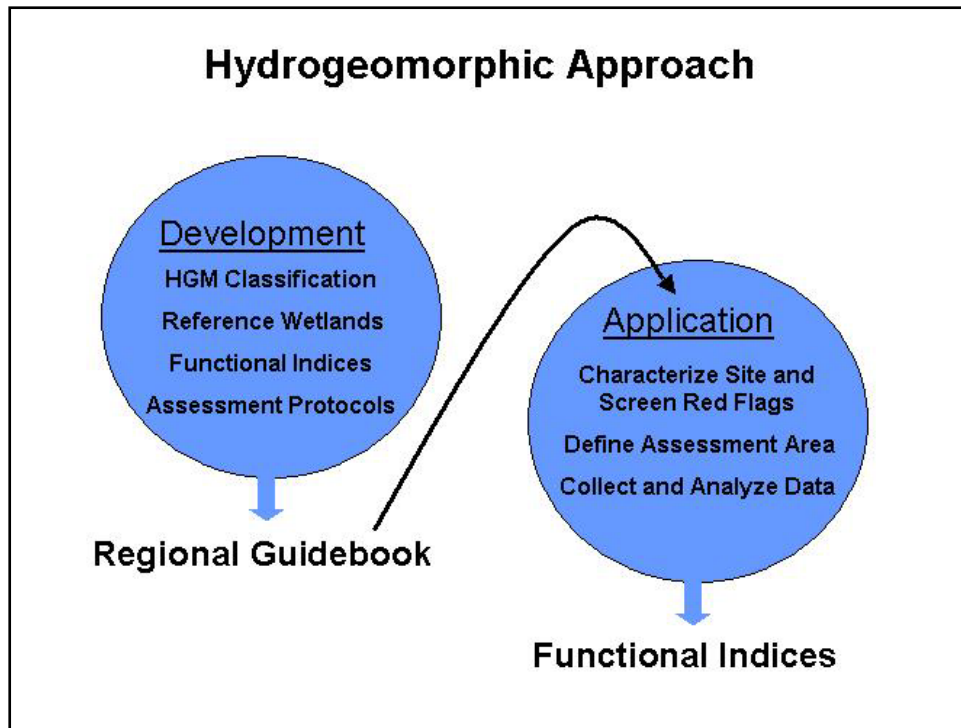 Hydrogeomorphic Approach
Development
HGM Classification
Reference Wetlands
Functional Indices
Assessment Protocols
Regional Guidebook
Application
Characterize Site and
Screen Red Flags
Define Assessment Area
Collect and Analyze Data
Functional Indices